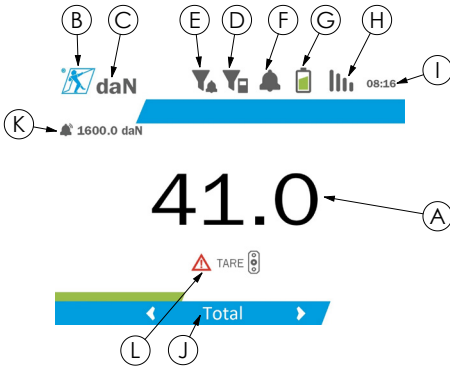 B C E D F G H
daN 08:16 I
K 1600.0 daN
41.0 A
TARE
Total
L J